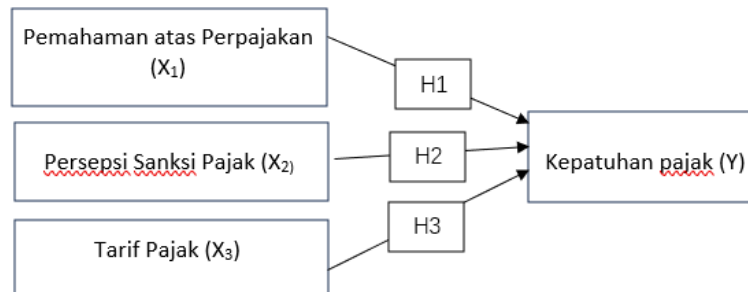 Pemahaman atas Perpajakan
(X₁)
H1
Persepsi Sanksi Pajak (X₂)
H2
Kepatuhan pajak (Y)
H3
Tarif Pajak (X₃)